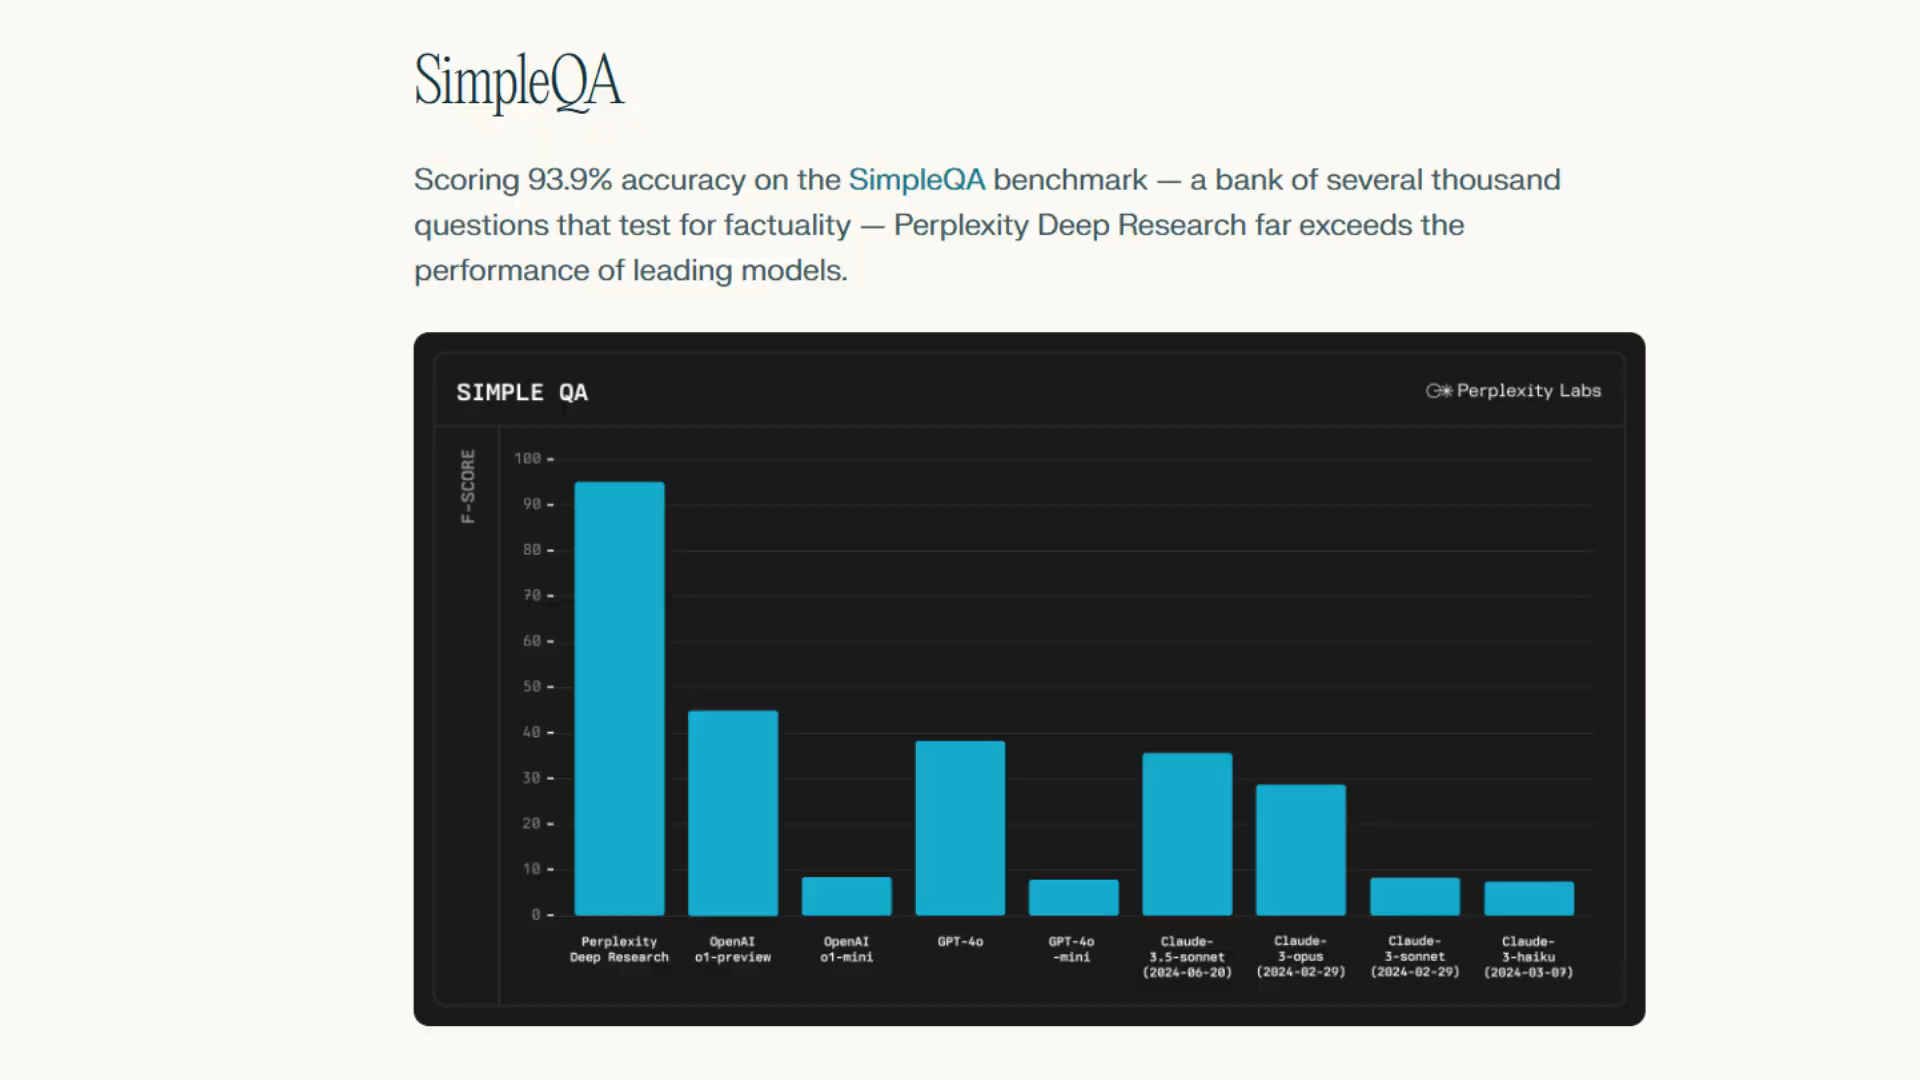 SimpleQA
Scoring 93.9% accuracy on the SimpleQA benchmark — a bank of several thousand
questions that test for factuality — Perplexity Deep Research far exceeds the
performance of leading models.
SIMPLE QA
Perplexity Labs
F-SCORE
100
90
80
70
60
50
40
30
20
10
0
Perplexity
Deep Research
OpenAI
o1-preview
OpenAI
o1-mini
GPT-4o
GPT-4o
-mini
Claude-
3.5-sonnet
(2024-06-20)
Claude-
3-opus
(2024-02-29)
Claude-
3-sonnet
(2024-02-29)
Claude-
3-haiku
(2024-03-07)